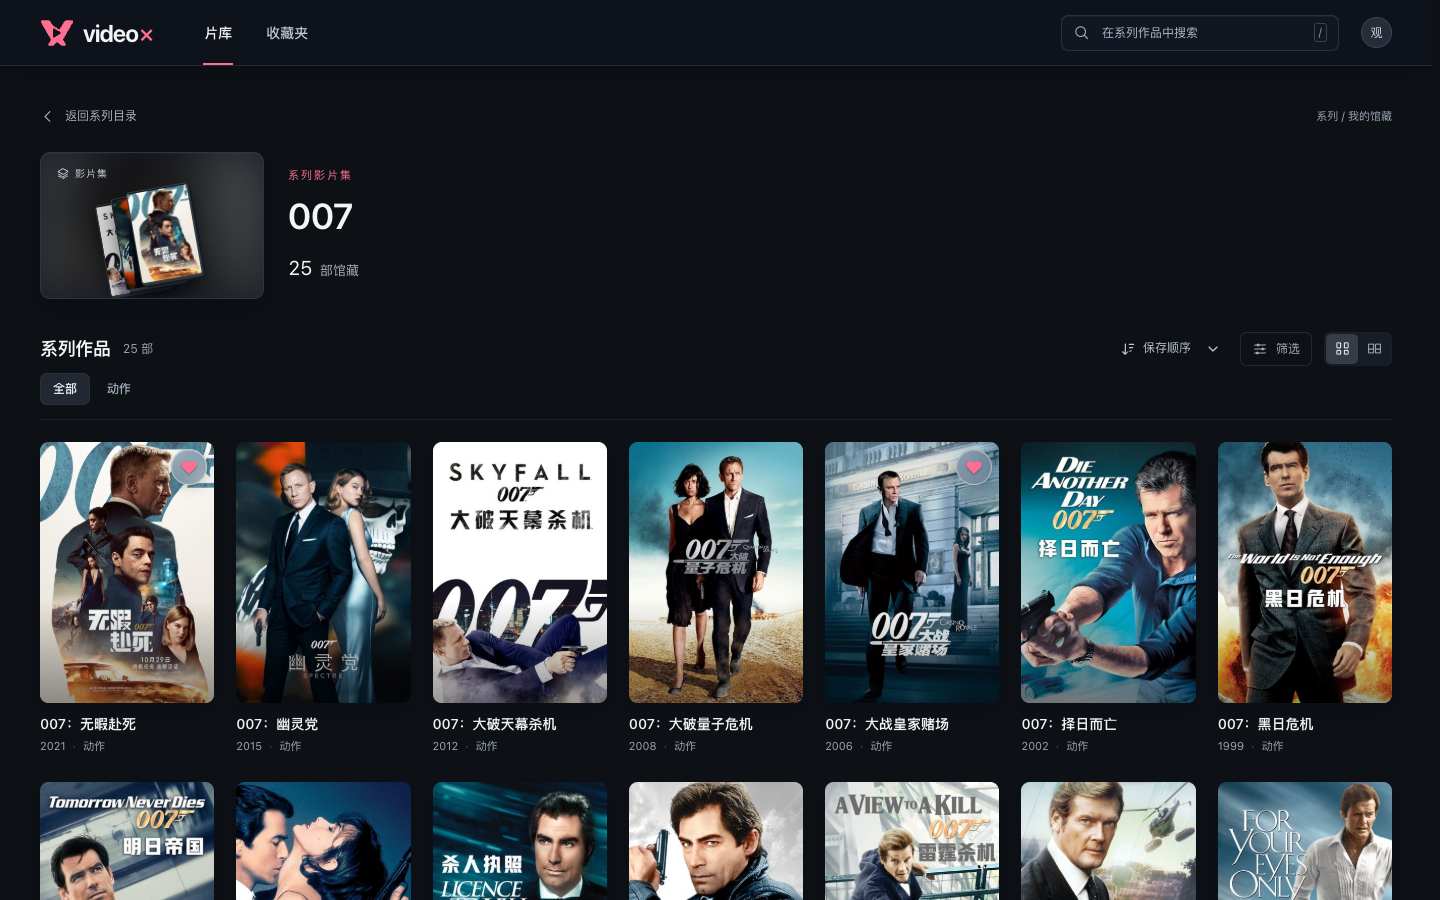 videox
片库
收藏夹
在系列作品中搜索
/
观
返回系列目录
系列 / 我的馆藏
影片集
系列影片集
007
25 部馆藏
系列作品 25 部
保存顺序
筛选
全部
动作
无暇
赴死
007
10月29日
007
幽灵党
SPECTRE
SKYFALL
007
大破天幕杀机
007
007
大破
量子危机
007
大战
CASINO ROYALE
皇家赌场
DIE
ANOTHER
DAY
007
择日而亡
The World Is Not Enough
007
黑日危机
007：无暇赴死
2021 · 动作
007：幽灵党
2015 · 动作
007：大破天幕杀机
2012 · 动作
007：大破量子危机
2008 · 动作
007：大战皇家赌场
2006 · 动作
007：择日而亡
2002 · 动作
007：黑日危机
1999 · 动作
Tomorrow Never Dies
007
明日帝国
杀人执照
LICENCE
A VIEW TO A KILL
007
雷霆杀机
FOR
YOUR
EYES
ONLY